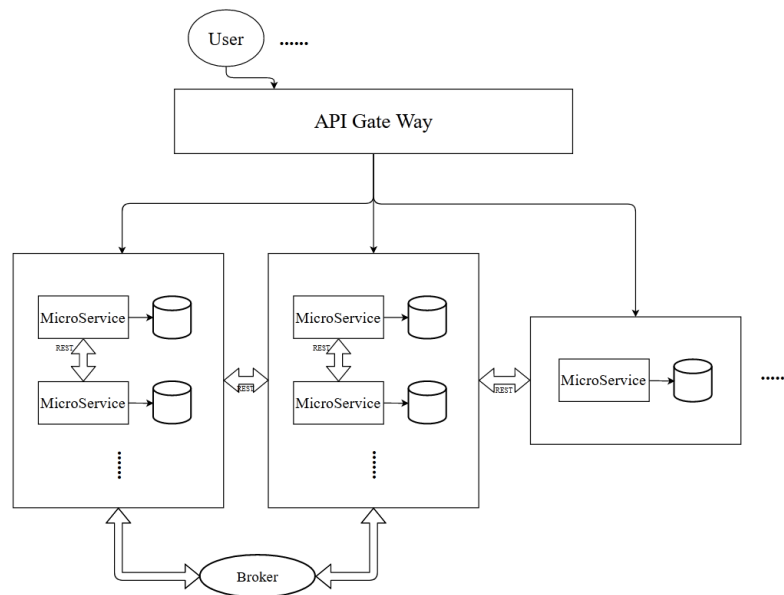 User
......
API Gate Way
MicroService
REST
MicroService
......
REST
MicroService
REST
MicroService
......
REST
MicroService
......
Broker